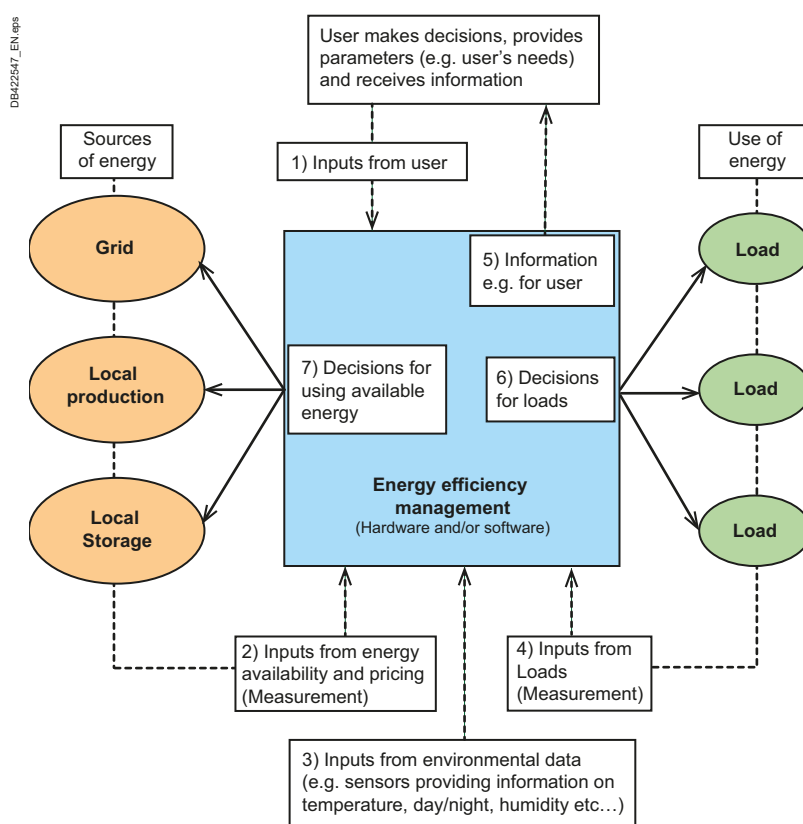 DB422547_EN.eps
User makes decisions, provides
parameters (e.g. user's needs)
and receives information
Sources
of energy
1) Inputs from user
Use of
energy
Grid
5) Information
e.g. for user
Load
Local
production
7) Decisions for
using available
energy
6) Decisions
for loads
Load
Energy efficiency
management
(Hardware and/or software)
Local
Storage
Load
2) Inputs from energy
availability and pricing
(Measurement)
4) Inputs from
Loads
(Measurement)
3) Inputs from environmental data
(e.g. sensors providing information on
temperature, day/night, humidity etc…)